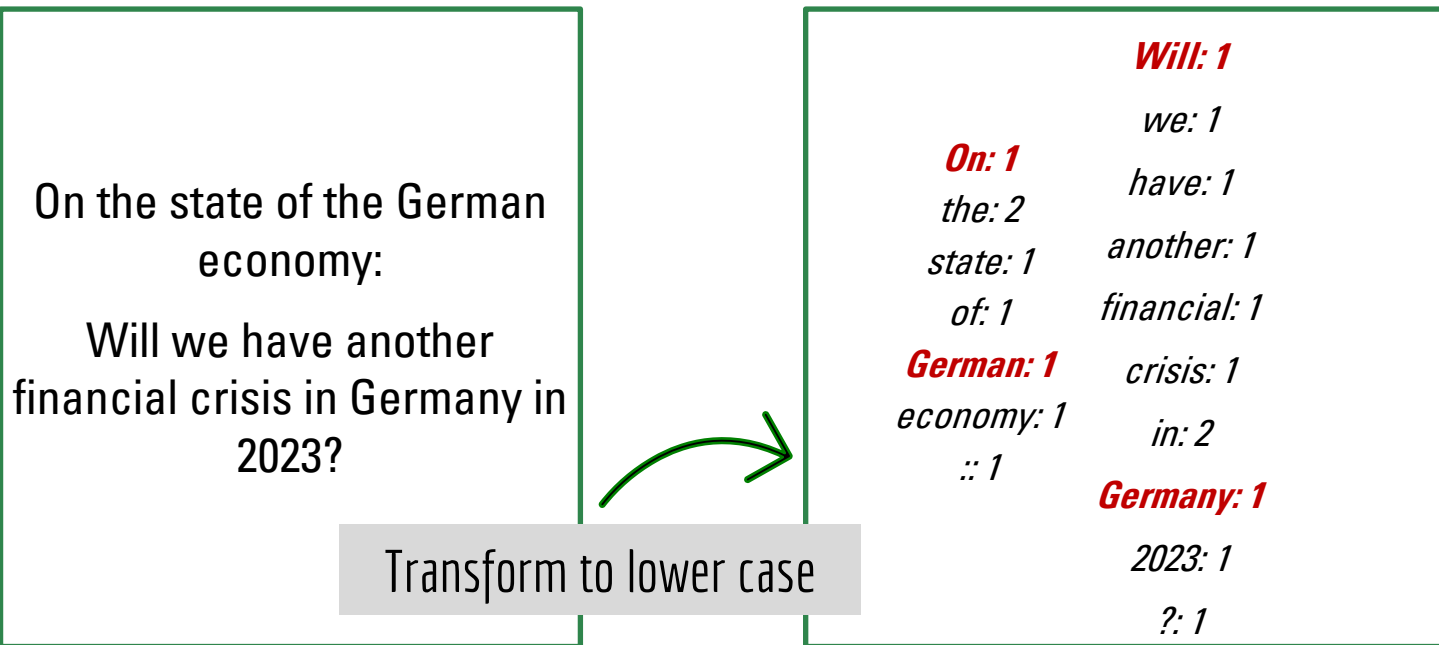 On the state of the German
economy:
Will we have another
financial crisis in Germany in
2023?
Transform to lower case
On: 1
the: 2
state: 1
of: 1
German: 1
economy: 1
:: 1
Will: 1
we: 1
have: 1
another: 1
financial: 1
crisis: 1
in: 2
Germany: 1
2023: 1
?: 1